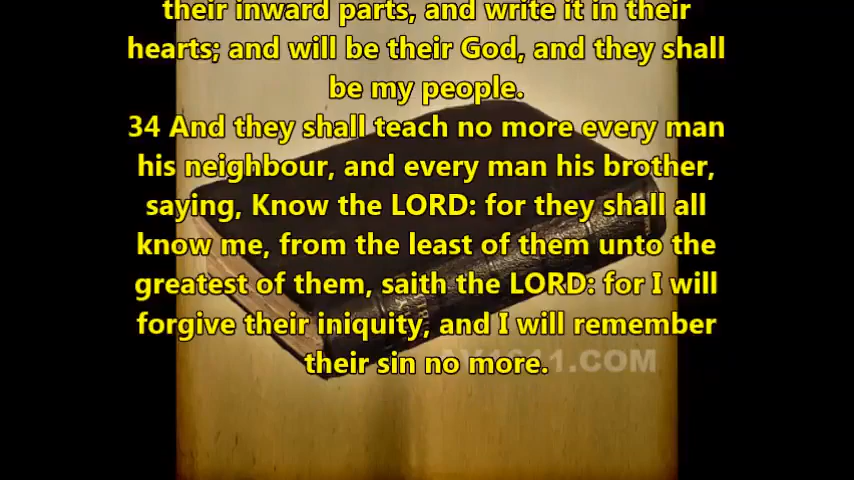 their inward parts, and write it in their
hearts; and will be their God, and they shall
be my people.
34 And they shall teach no more every man
his neighbour, and every man his brother,
saying, Know the LORD: for they shall all
know me, from the least of them unto the
greatest of them, saith the LORD: for I will
forgive their iniquity, and I will remember
their sin no more.
1.COM